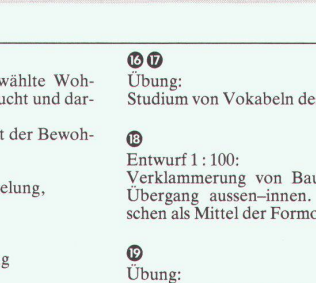 wählte Woh-
ucht und dar-
t der Bewoh-
elung,
g
⓰ ⓱
Übung:
Studium von Vokabeln de
⓲
Entwurf 1 : 100:
Verklammerung von Bau
Übergang aussen–innen.
schen als Mittel der Formo
⓳
Übung: